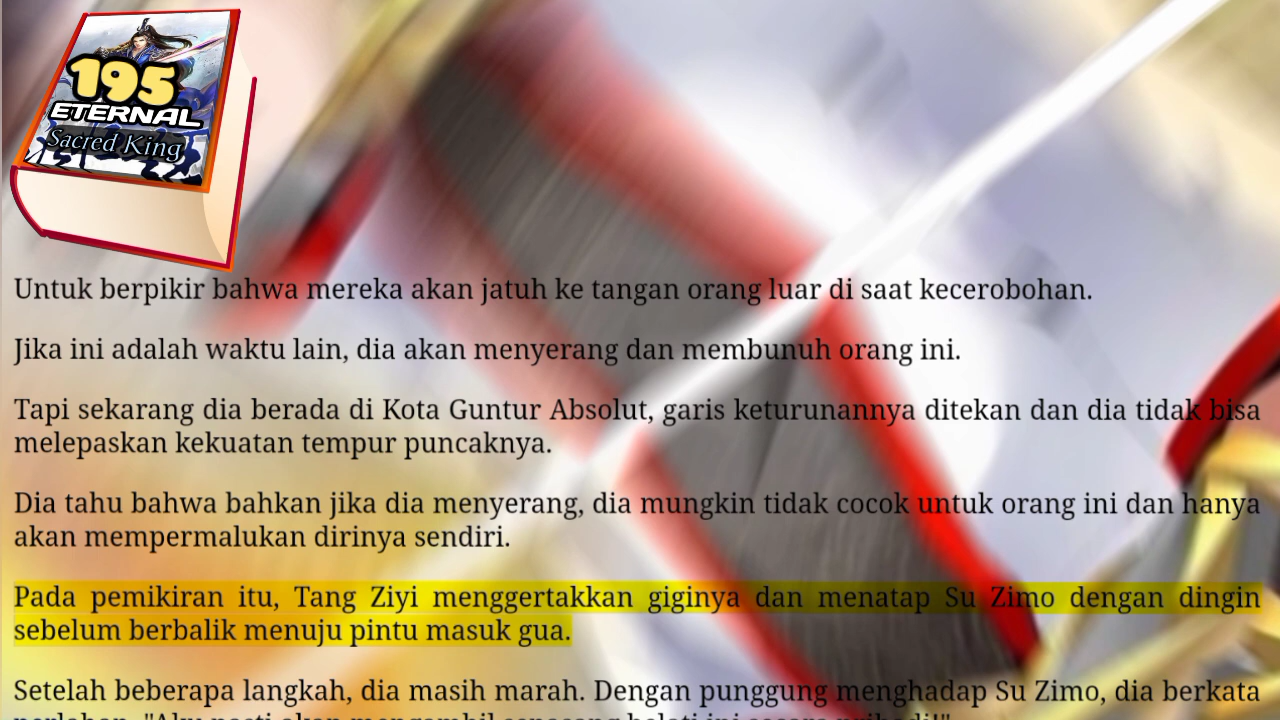 195
ETERNAL
Sacred King
Untuk berpikir bahwa mereka akan jatuh ke tangan orang luar di saat kecerobohan.
Jika ini adalah waktu lain, dia akan menyerang dan membunuh orang ini.
Tapi sekarang dia berada di Kota Guntur Absolut, garis keturunannya ditekan dan dia tidak bisa
melepaskan kekuatan tempur puncaknya.
Dia tahu bahwa bahkan jika dia menyerang, dia mungkin tidak cocok untuk orang ini dan hanya
akan mempermalukan dirinya sendiri.
Pada pemikiran itu, Tang Ziyi menggertakkan giginya dan menatap Su Zimo dengan dingin
sebelum berbalik menuju pintu masuk gua.
Setelah beberapa langkah, dia masih marah. Dengan punggung menghadap Su Zimo, dia berkata